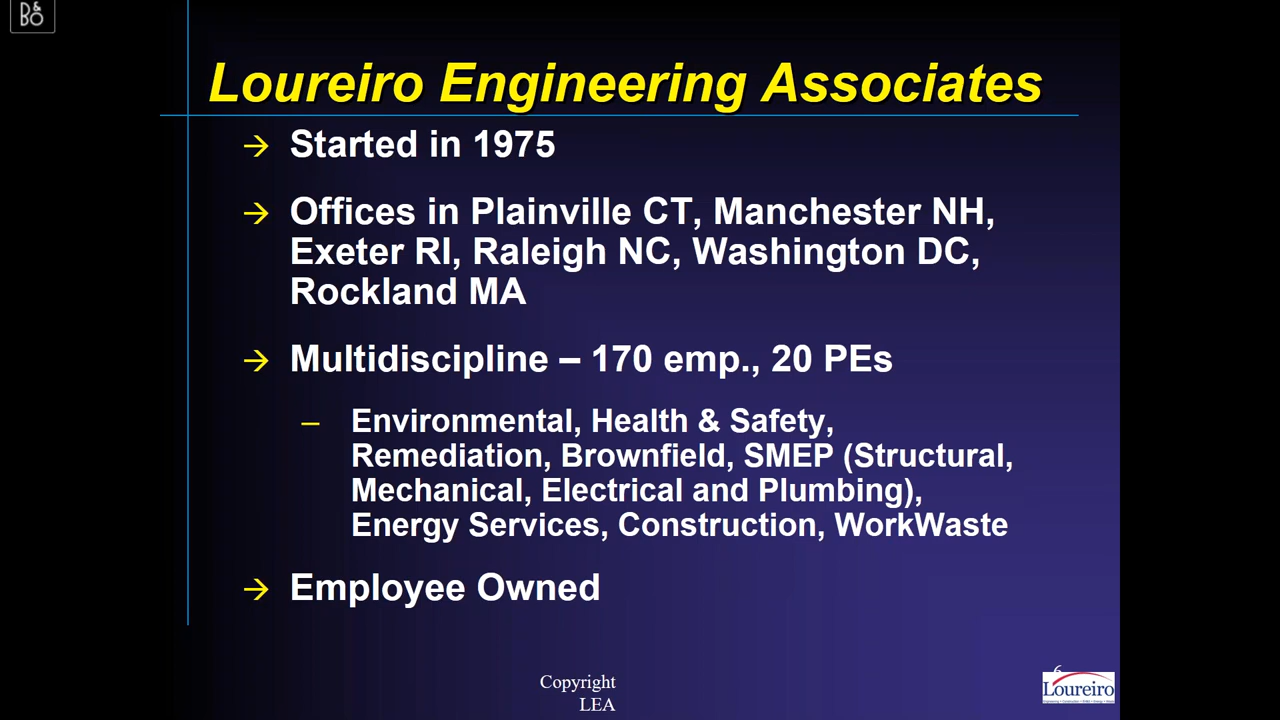 B&O
Loureiro Engineering Associates
→ Started in 1975
→ Offices in Plainville CT, Manchester NH,
Exeter RI, Raleigh NC, Washington DC,
Rockland MA
→ Multidiscipline – 170 emp., 20 PEs
– Environmental, Health & Safety,
Remediation, Brownfield, SMEP (Structural,
Mechanical, Electrical and Plumbing),
Energy Services, Construction, WorkWaste
→ Employee Owned
Copyright
LEA
6
Loureiro